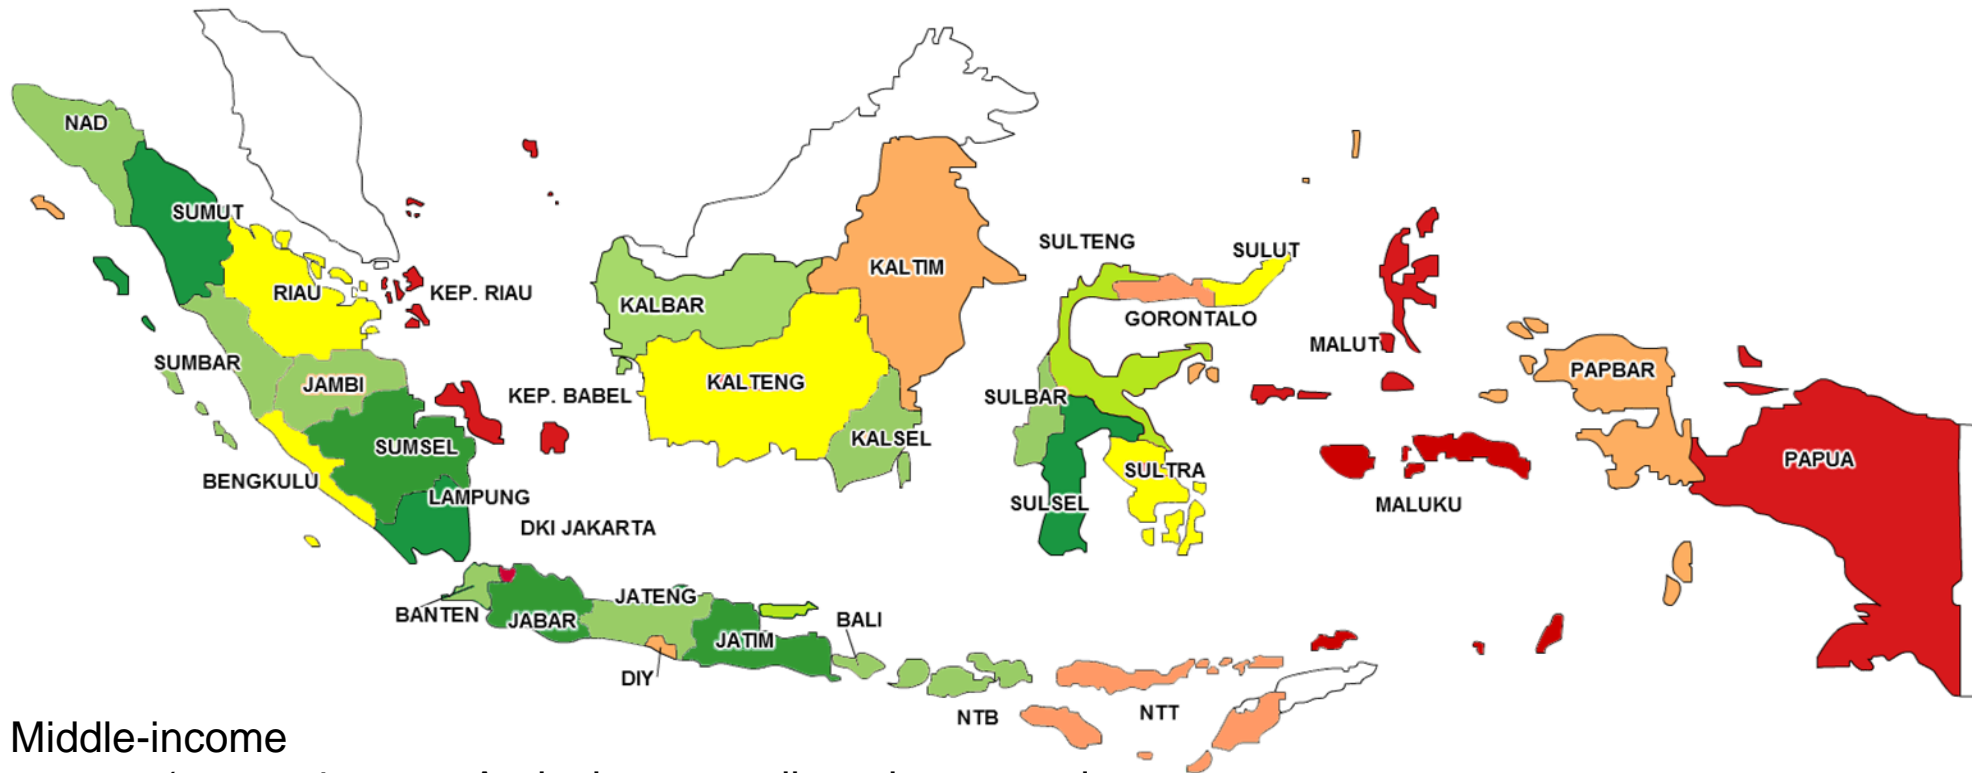 NAD
SUMUT
RIAU
KEP. RIAU
SUMBAR
JAMBI
KEP. BABEL
SUMSEL
BENGKULU
LAMPUNG
DKI JAKARTA
BANTEN
JABAR
JATENG
DIY
JATIM
BALI
NTB
NTT
KALBAR
KALTIM
KALTENG
KALSEL
SULTENG
SULUT
GORONTALO
SULBAR
SULSEL
SULTRA
MALUT
MALUKU
PAPBAR
PAPUA
Middle-income